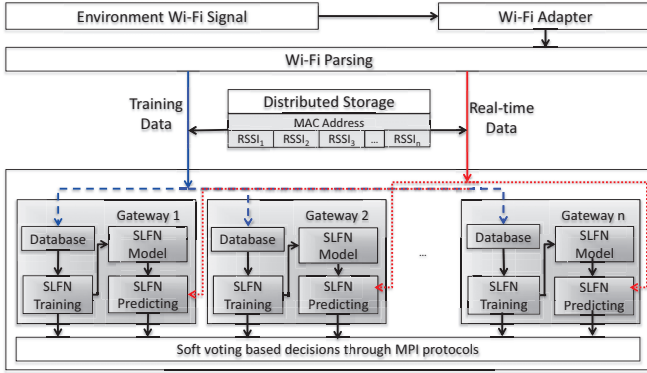 Environment Wi-Fi Signal
Wi-Fi Adapter
Wi-Fi Parsing
Training
Data
Distributed Storage
MAC Address
RSSI1 RSSI2 RSSI3 ... RSSIn
Real-time
Data
Gateway 1
Database
SLFN
Model
SLFN
Training
SLFN
Predicting
Gateway 2
Database
SLFN
Model
SLFN
Training
SLFN
Predicting
...
Gateway n
Database
SLFN
Model
SLFN
Training
SLFN
Predicting
Soft voting based decisions through MPI protocols